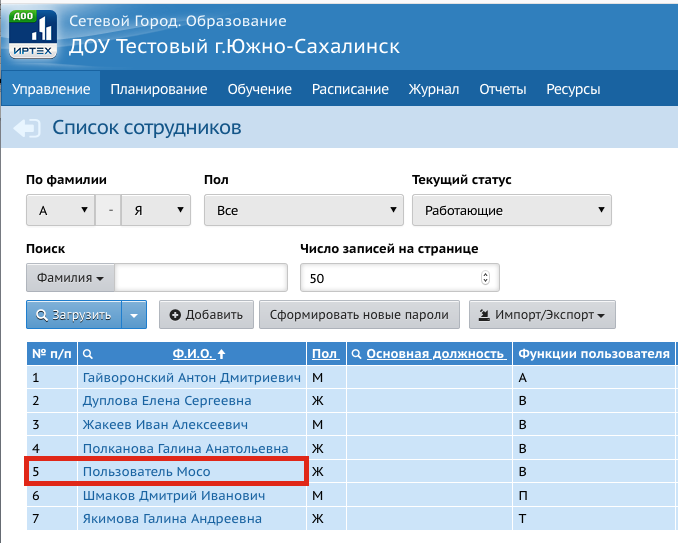 ДОО
ИРТЕХ
Сетевой Город. Образование
ДОУ Тестовый г.Южно-Сахалинск
Управление Планирование Обучение Расписание Журнал Отчеты Ресурсы
Список сотрудников
По фамилии Пол Текущий статус
А - Я Все Работающие
Поиск Число записей на странице
Фамилия 50
Загрузить Добавить Сформировать новые пароли Импорт/Экспорт
№ п/п Ф.И.О. Пол Основная должность Функции пользователя
1 Гайворонский Антон Дмитриевич М А
2 Дуплова Елена Сергеевна Ж В
3 Жакеев Иван Алексеевич М В
4 Полканова Галина Анатольевна Ж В
5 Пользователь Мосо Ж В
6 Шмаков Дмитрий Иванович М П
7 Якимова Галина Андреевна Ж Т